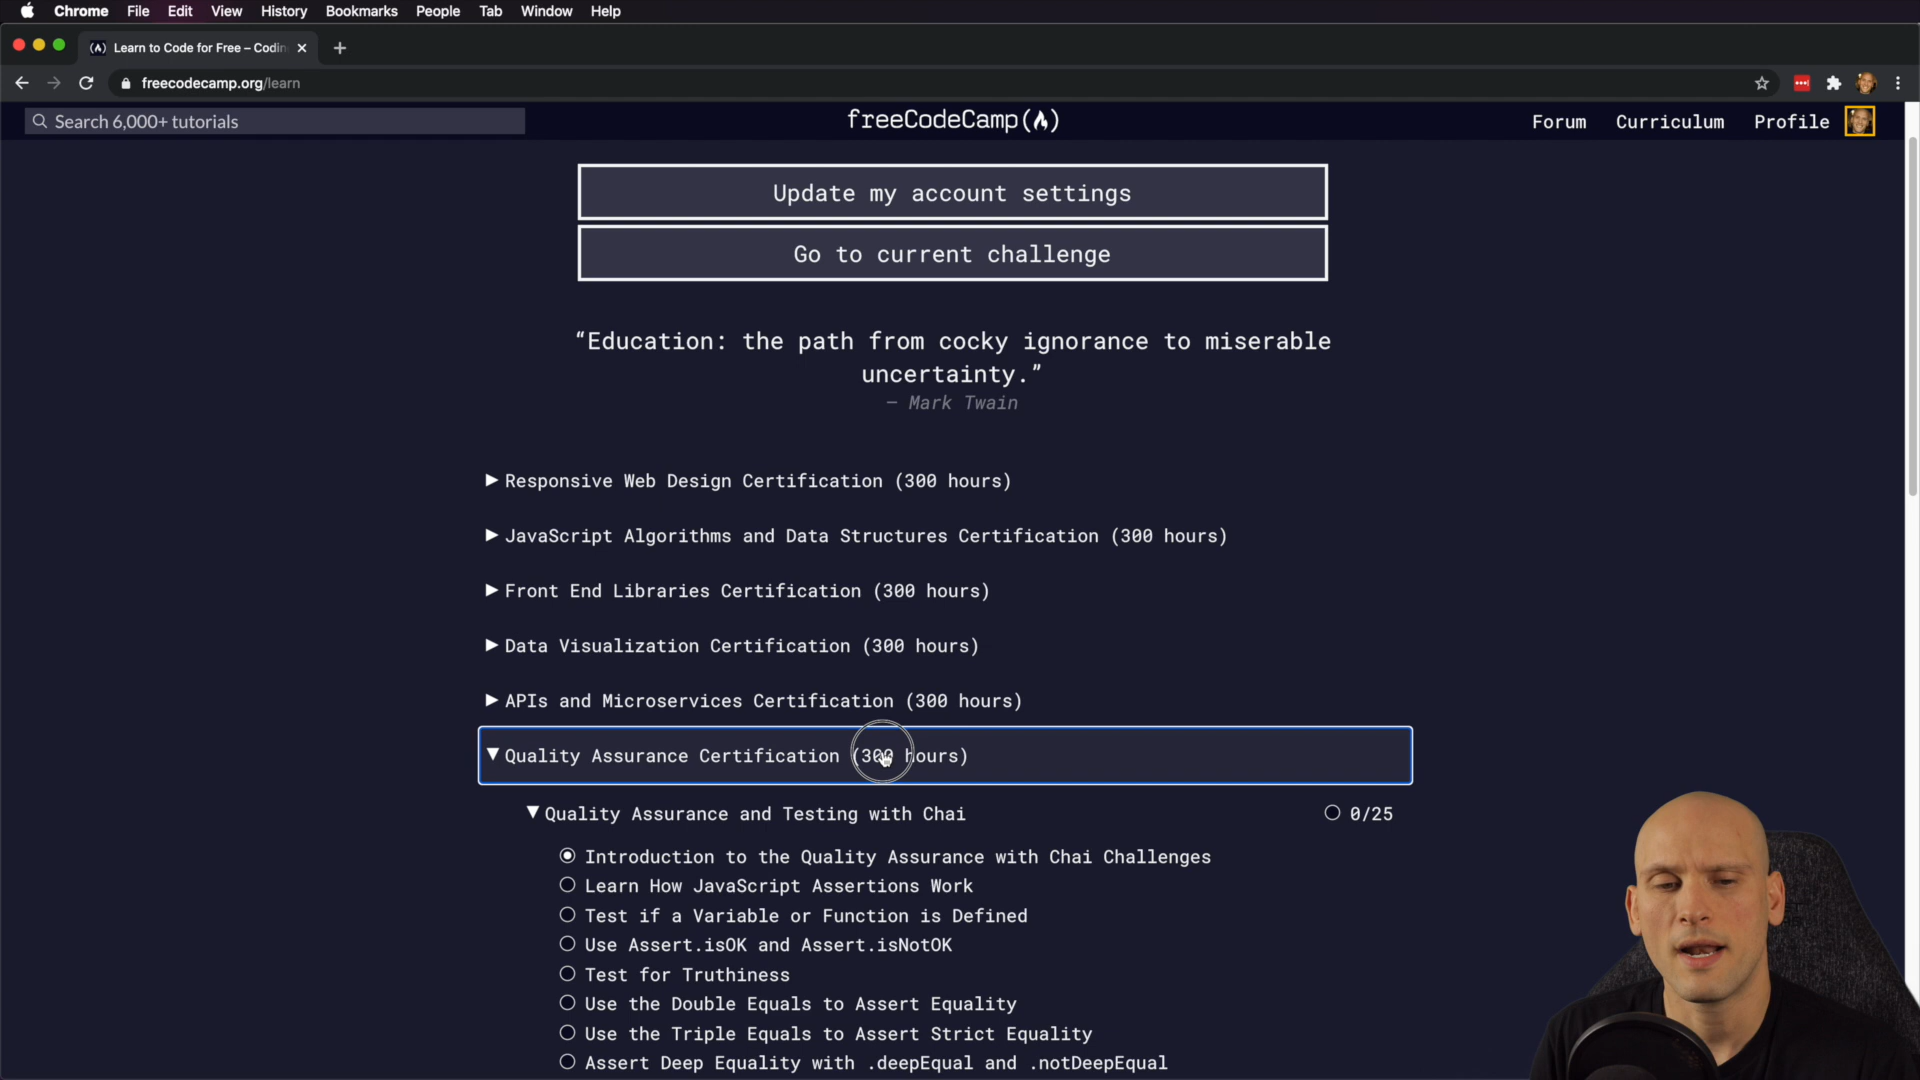 Chrome File Edit View History Bookmarks People Tab Window Help
Learn to Code for Free – Codin
freecodecamp.org/learn
Search 6,000+ tutorials
freeCodeCamp
Forum Curriculum Profile
Update my account settings
Go to current challenge
“Education: the path from cocky ignorance to miserable
uncertainty.”
— Mark Twain
Responsive Web Design Certification (300 hours)
JavaScript Algorithms and Data Structures Certification (300 hours)
Front End Libraries Certification (300 hours)
Data Visualization Certification (300 hours)
APIs and Microservices Certification (300 hours)
Quality Assurance Certification (300 hours)
Quality Assurance and Testing with Chai 0/25
Introduction to the Quality Assurance with Chai Challenges
Learn How JavaScript Assertions Work
Test if a Variable or Function is Defined
Use Assert.isOK and Assert.isNotOK
Test for Truthiness
Use the Double Equals to Assert Equality
Use the Triple Equals to Assert Strict Equality
Assert Deep Equality with .deepEqual and .notDeepEqual